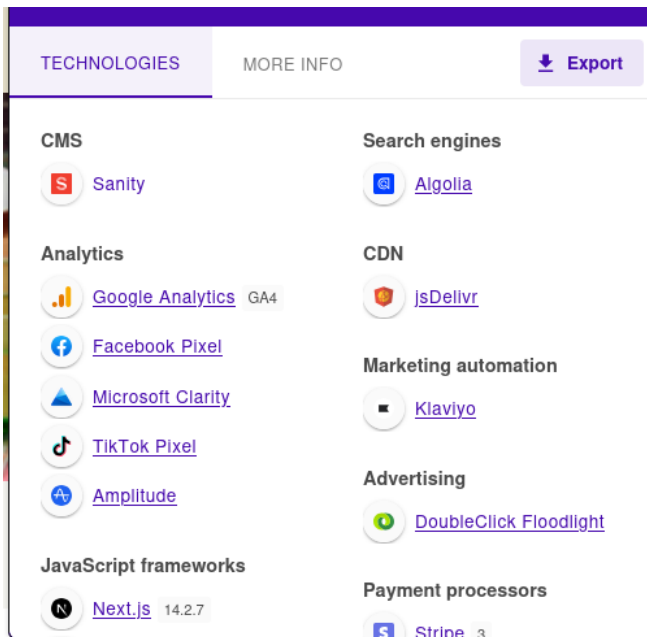 TECHNOLOGIES
MORE INFO
Export
CMS
Sanity
Analytics
Google Analytics GA4
Facebook Pixel
Microsoft Clarity
TikTok Pixel
Amplitude
JavaScript frameworks
Next.js 14.2.7
Search engines
Algolia
CDN
jsDelivr
Marketing automation
Klaviyo
Advertising
DoubleClick Floodlight
Payment processors
Stripe 3